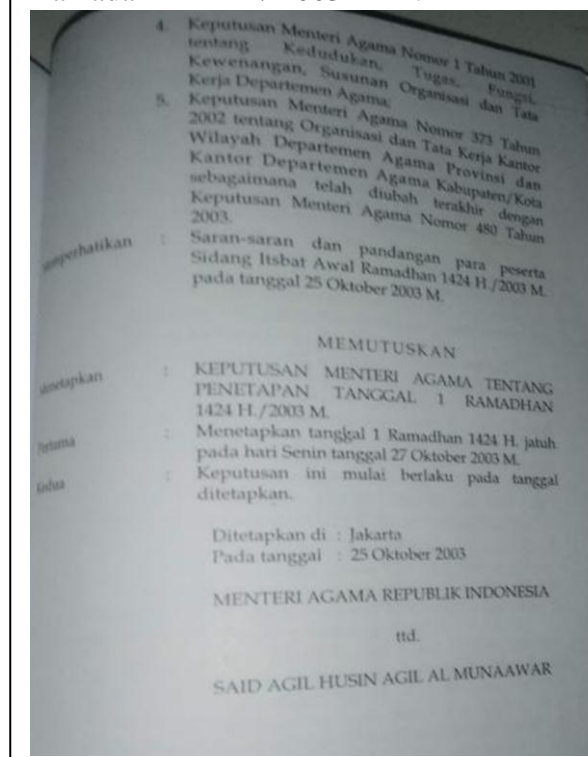 4. Keputusan Menteri Agama Nomor 1 Tahun 2001
tentang Kedudukan, Tugas, Fungsi,
Kewenangan, Susunan Organisasi dan Tata
Kerja Departemen Agama;
5. Keputusan Menteri Agama Nomor 373 Tahun
2002 tentang Organisasi dan Tata Kerja Kantor
Wilayah Departemen Agama Provinsi dan
Kantor Departemen Agama Kabupaten/Kota
sebagaimana telah diubah terakhir dengan
Keputusan Menteri Agama Nomor 480 Tahun
2003.
Memperhatikan : Saran-saran dan pandangan para peserta
Sidang Itsbat Awal Ramadhan 1424 H./2003 M.
pada tanggal 25 Oktober 2003 M.
MEMUTUSKAN
Menetapkan : KEPUTUSAN MENTERI AGAMA TENTANG
PENETAPAN TANGGAL 1 RAMADHAN
1424 H./2003 M.
Pertama : Menetapkan tanggal 1 Ramadhan 1424 H. jatuh
pada hari Senin tanggal 27 Oktober 2003 M.
Kedua : Keputusan ini mulai berlaku pada tanggal
ditetapkan.
Ditetapkan di : Jakarta
Pada tanggal : 25 Oktober 2003
MENTERI AGAMA REPUBLIK INDONESIA
ttd.
SAID AGIL HUSIN AGIL AL MUNAAWAR